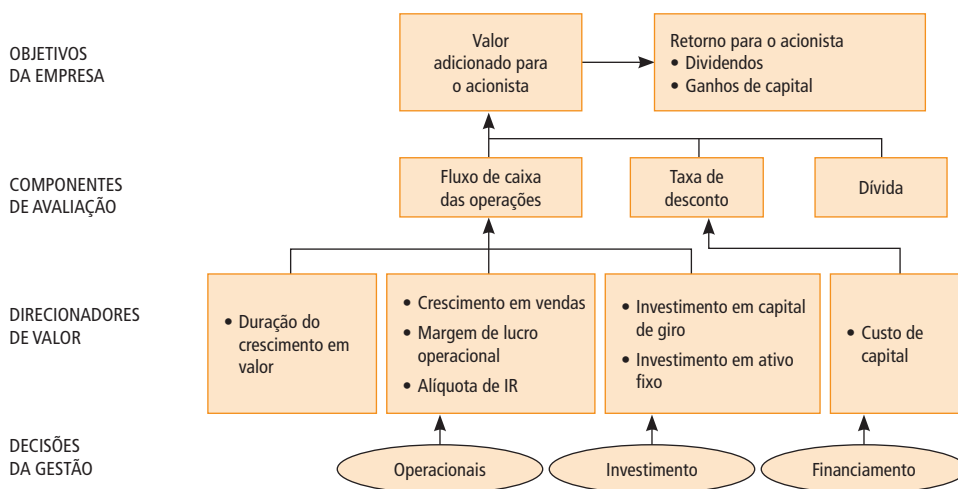 OBJETIVOS
DA EMPRESA
Valor
adicionado para
o acionista
Retorno para o acionista
• Dividendos
• Ganhos de capital
COMPONENTES
DE AVALIAÇÃO
Fluxo de caixa
das operações
Taxa de
desconto
Dívida
DIRECIONADORES
DE VALOR
• Duração do
crescimento em
valor
• Crescimento em vendas
• Margem de lucro
operacional
• Alíquota de IR
• Investimento em capital
de giro
• Investimento em ativo
fixo
• Custo de
capital
DECISÕES
DA GESTÃO
Operacionais
Investimento
Financiamento